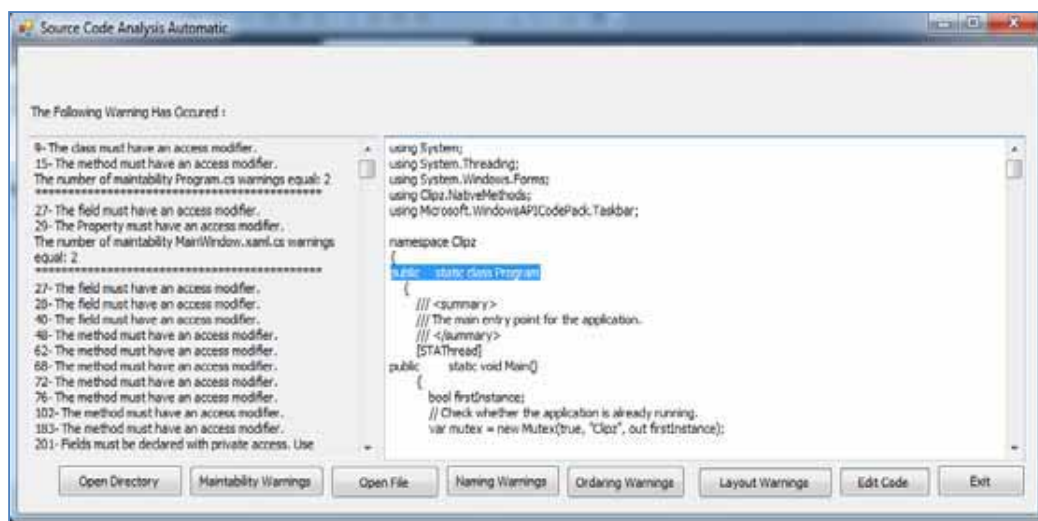 Source Code Analysis Automatic
The Following Warning Has Occured :
9- The class must have an access modifier.
15- The method must have an access modifier.
The number of maintability Program.cs warnings equal: 2
************************************************
27- The field must have an access modifier.
29- The Property must have an access modifier.
The number of maintability MainWindow.xaml.cs warnings
equal: 2
************************************************
27- The field must have an access modifier.
28- The field must have an access modifier.
40- The field must have an access modifier.
48- The method must have an access modifier.
62- The method must have an access modifier.
68- The method must have an access modifier.
72- The method must have an access modifier.
76- The method must have an access modifier.
102- The method must have an access modifier.
183- The method must have an access modifier.
201- Fields must be declared with private access. Use
using System;
using System.Threading;
using System.Windows.Forms;
using Clipz.NativeMethods;
using Microsoft.WindowsAPICodePack.Taskbar;
namespace Clipz
{
public static class Program
{
/// <summary>
/// The main entry point for the application.
/// </summary>
[STAThread]
public static void Main()
{
bool firstInstance;
// Check whether the application is already running.
var mutex = new Mutex(true, "Clipz", out firstInstance);
Open Directory
Maintability Warnings
Open File
Naming Warnings
Ordaring Warnings
Layout Warnings
Edit Code
Exit